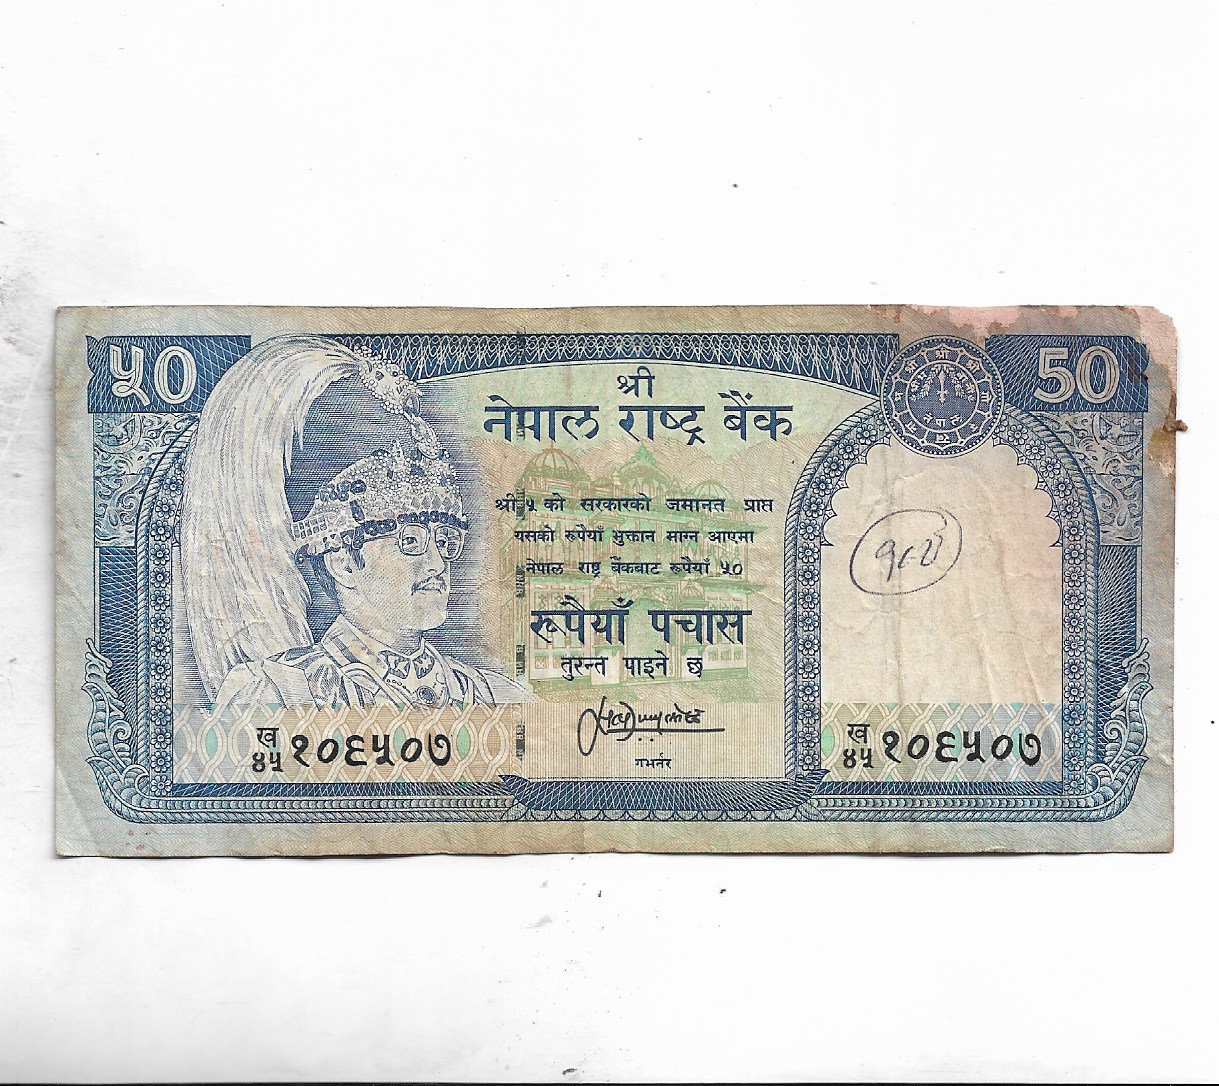 ५०
श्री
50
नेपाल राष्ट्र बैंक
श्री ५ को सरकारको जमानत प्राप्त
यसको रुपैयाँ भुक्तान माग्न आएमा
नेपाल राष्ट्र बैंकबाट रुपैयाँ ५०
रूपैयाँ पचास
तुरन्त पाइने छ
ख
४५ १०६५०७
गभर्नर
ख
४५ १०६५०७